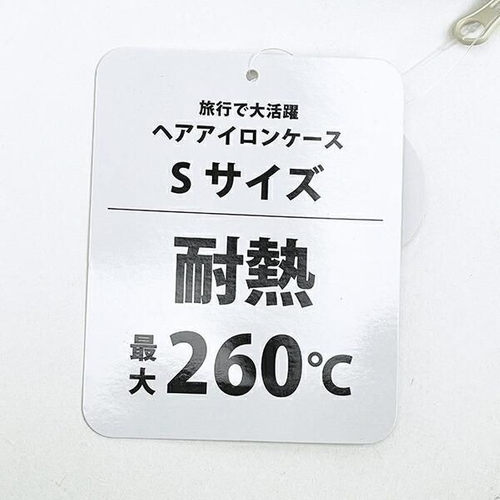 旅行で大活躍
ヘアアイロンケース
Sサイズ
耐熱
最大260℃